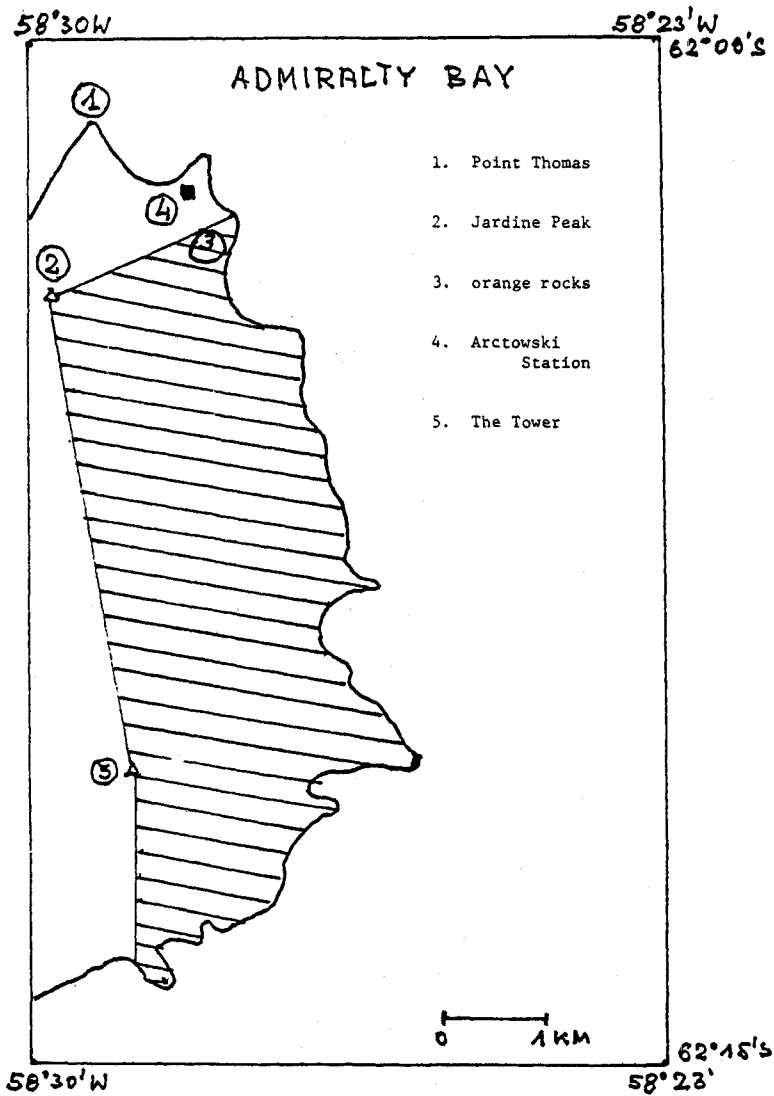 58°30W
58°23'W
62°09'S
ADMIRALTY BAY
1
1. Point Thomas
4
2. Jardine Peak
3
2
3. orange rocks
4. Arctowski
Station
5. The Tower
5
0
1 KM
62°15'S
58°30'W
58°23'